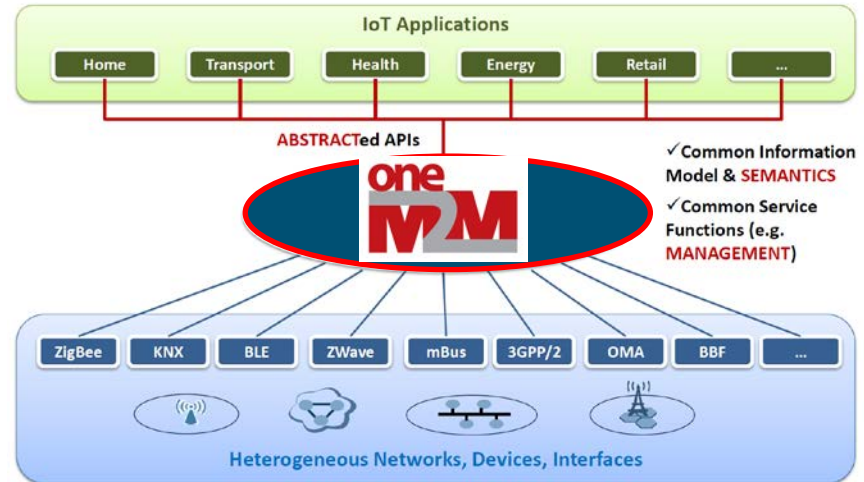 IoT Applications
Home Transport Health Energy Retail ...
ABSTRACTed APIs
✓Common Information
Model & SEMANTICS
✓Common Service
Functions (e.g.
MANAGEMENT)
one
M2M
ZigBee KNX BLE ZWave mBus 3GPP/2 OMA BBF ...
Heterogeneous Networks, Devices, Interfaces